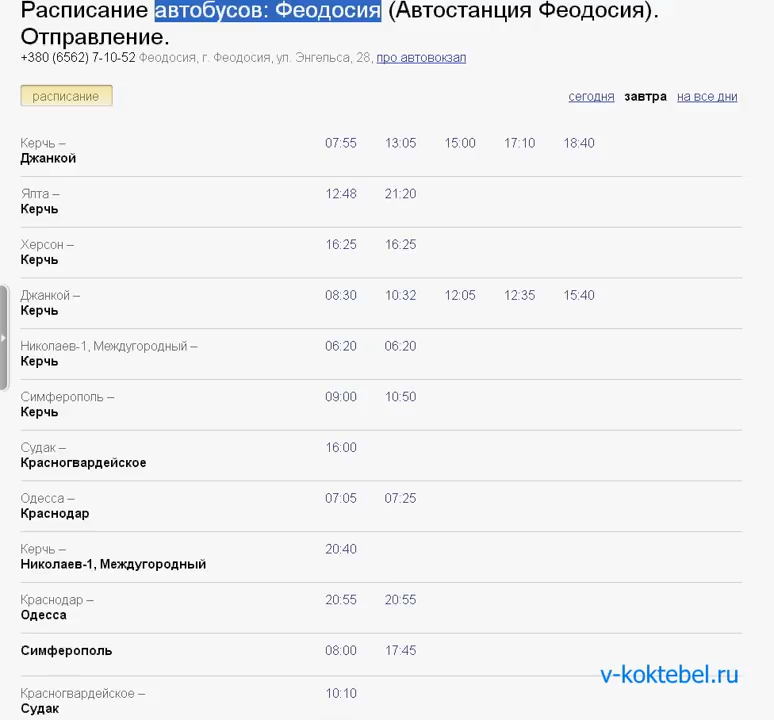 Расписание автобусов: Феодосия (Автостанция Феодосия).
Отправление.
+380 (6562) 7-10-52 Феодосия, г. Феодосия, ул. Энгельса, 28, про автовокзал
расписание сегодня завтра на все дни
Керчь – 07:55 13:05 15:00 17:10 18:40
Джанкой
Ялта – 12:48 21:20
Керчь
Херсон – 16:25 16:25
Керчь
Джанкой – 08:30 10:32 12:05 12:35 15:40
Керчь
Николаев-1, Междугородный – 06:20 06:20
Керчь
Симферополь – 09:00 10:50
Керчь
Судак – 16:00
Красногвардейское
Одесса – 07:05 07:25
Краснодар
Керчь – 20:40
Николаев-1, Междугородный
Краснодар – 20:55 20:55
Одесса
Симферополь 08:00 17:45
v-koktebel.ru
Красногвардейское – 10:10
Судак